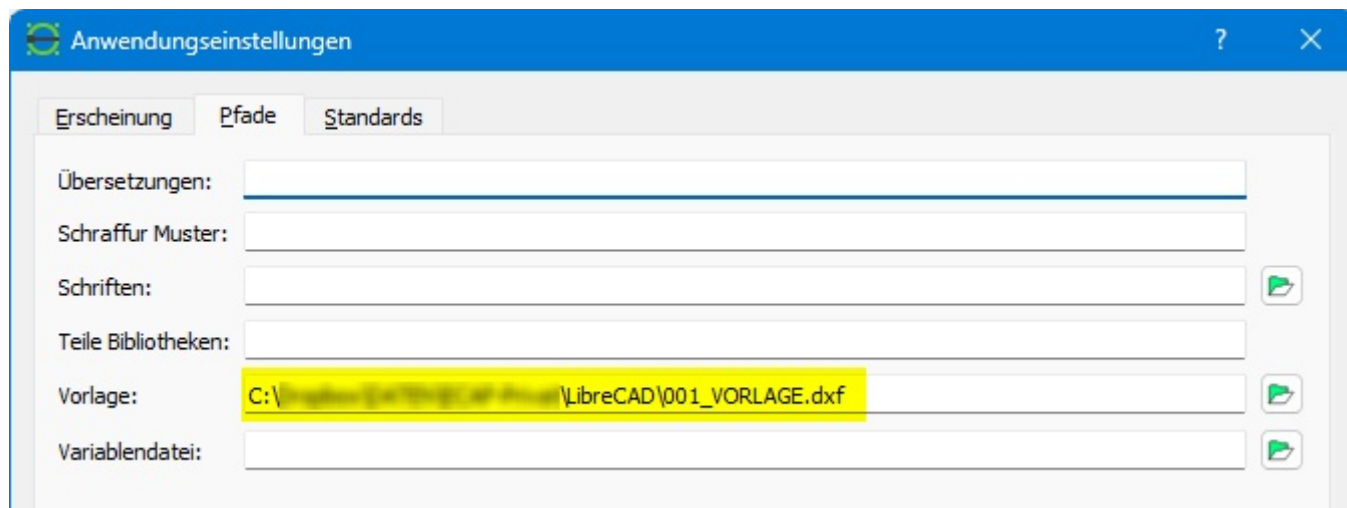 Anwendungseinstellungen ?
Erscheinung Pfade Standards
Übersetzungen:
Schraffur Muster:
Schriften:
Teile Bibliotheken:
Vorlage: C:\ \LibreCAD\001_VORLAGE.dxf
Variablendatei: